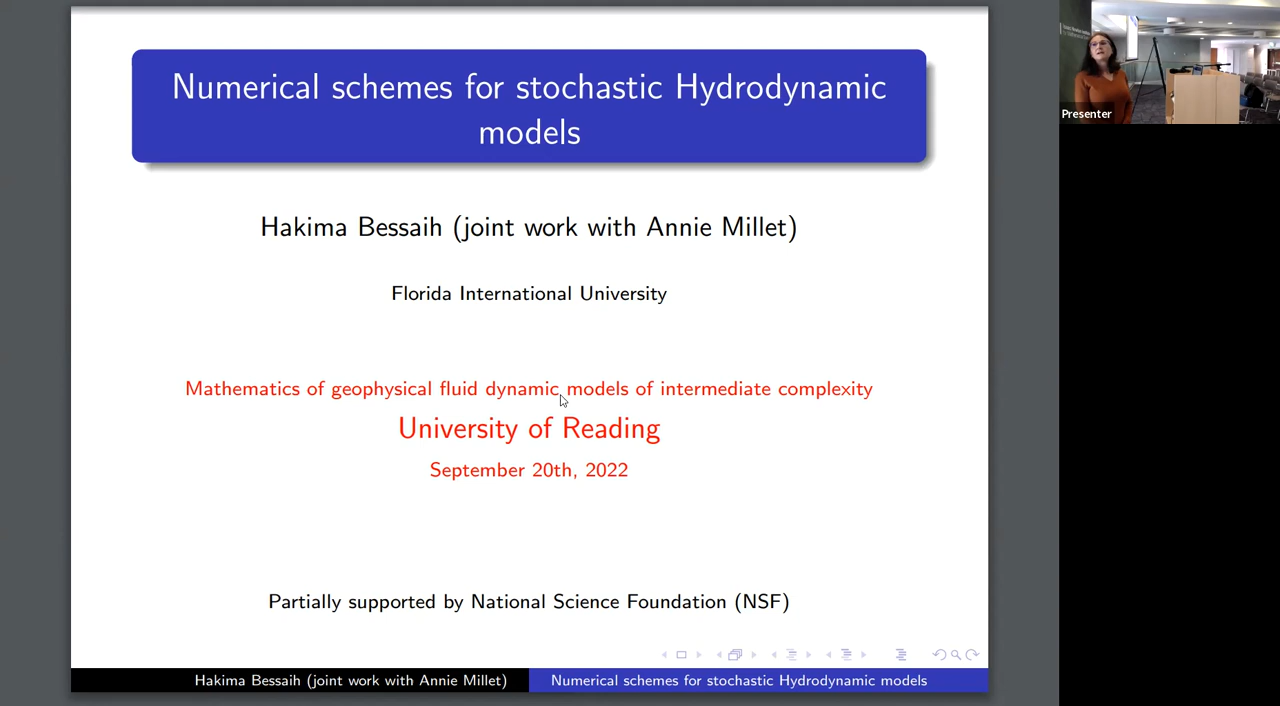 Numerical schemes for stochastic Hydrodynamic
models
Hakima Bessaih (joint work with Annie Millet)
Florida International University
Mathematics of geophysical fluid dynamic models of intermediate complexity
University of Reading
September 20th, 2022
Partially supported by National Science Foundation (NSF)
Hakima Bessaih (joint work with Annie Millet)
Numerical schemes for stochastic Hydrodynamic models
Presenter